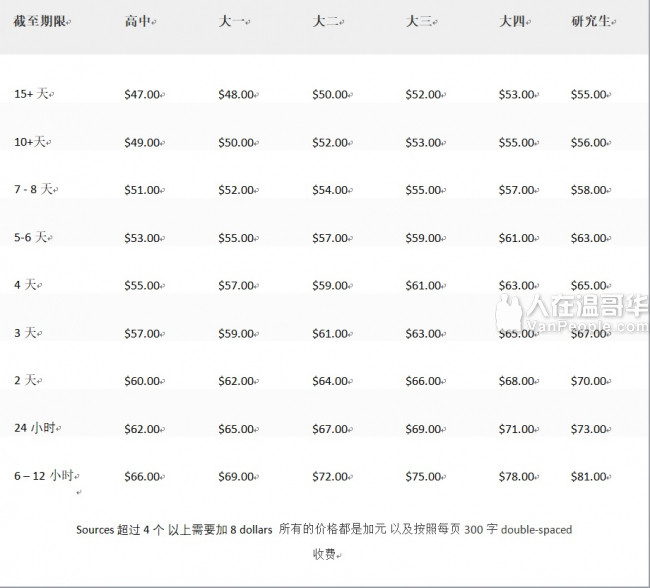 截至期限 高中 大一 大二 大三 大四 研究生
15+ 天 $47.00 $48.00 $50.00 $52.00 $53.00 $55.00
10+天 $49.00 $50.00 $52.00 $53.00 $55.00 $56.00
7 - 8 天 $51.00 $52.00 $54.00 $55.00 $57.00 $58.00
5-6 天 $53.00 $55.00 $57.00 $59.00 $61.00 $63.00
4 天 $55.00 $57.00 $59.00 $61.00 $63.00 $65.00
人在温哥华
VanPeople.com
3 天 $57.00 $59.00 $61.00 $63.00 $65.00 $67.00
2 天 $60.00 $62.00 $64.00 $66.00 $68.00 $70.00
24 小时 $62.00 $65.00 $67.00 $69.00 $71.00 $73.00
6 – 12 小时 $66.00 $69.00 $72.00 $75.00 $78.00 $81.00
Sources 超过 4 个 以上需要加 8 dollars 所有的价格都是加元 以及按照每页 300 字 double-spaced
收费